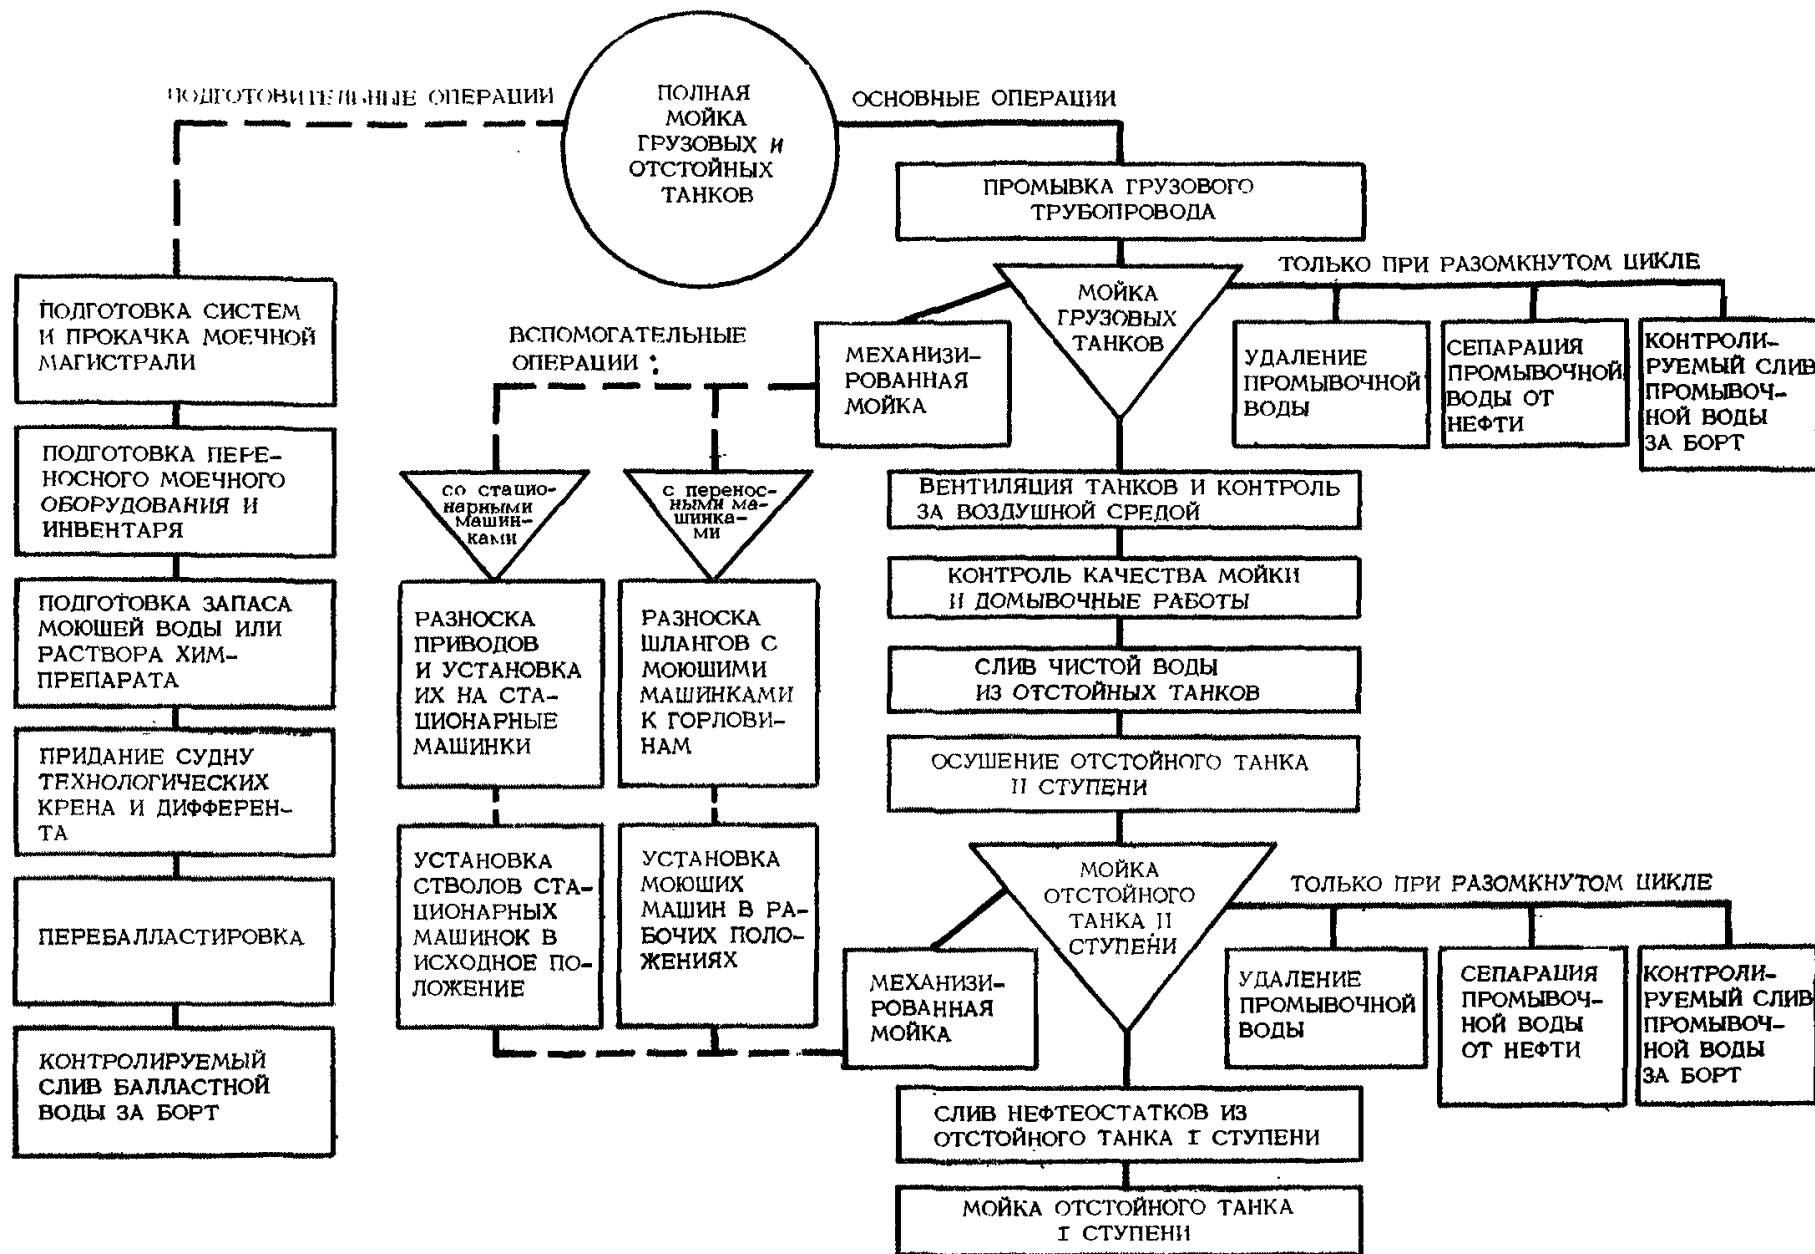 ПОЛНАЯ
МОЙКА
ГРУЗОВЫХ И
ОТСТОЙНЫХ
ТАНКОВ
ПОДГОТОВИТЕЛЬНЫЕ ОПЕРАЦИИ
ПОДГОТОВКА СИСТЕМ
И ПРОКАЧКА МОЕЧНОЙ
МАГИСТРАЛИ
ПОДГОТОВКА ПЕРЕ-
НОСНОГО МОЕЧНОГО
ОБОРУДОВАНИЯ И
ИНВЕНТАРЯ
ПОДГОТОВКА ЗАПАСА
МОЮШЕЙ ВОДЫ ИЛИ
РАСТВОРА ХИМ-
ПРЕПАРАТА
ПРИДАНИЕ СУДНУ
ТЕХНОЛОГИЧЕСКИХ
КРЕНА И ДИФФЕРЕН-
ТА
ПЕРЕБАЛЛАСТИРОВКА
КОНТРОЛИРУЕМЫЙ
СЛИВ БАЛЛАСТНОЙ
ВОДЫ ЗА БОРТ
ВСПОМОГАТЕЛЬНЫЕ
ОПЕРАЦИИ :
со стацио-
нарными
машин-
ками
РАЗНОСКА
ПРИВОДОВ
И УСТАНОВКА
ИХ НА СТА-
ЦИОНАРНЫЕ
МАШИНКИ
УСТАНОВКА
СТВОЛОВ СТА-
ЦИОНАРНЫХ
МАШИНОК В
ИСХОДНОЕ ПО-
ЛОЖЕНИЕ
с перенос-
ными ма-
шинка-
ми
РАЗНОСКА
ШЛАНГОВ С
МОЮШИМИ
МАШИНКАМИ
К ГОРЛОВИ-
НАМ
УСТАНОВКА
МОЮШИХ
МАШИН В РА-
БОЧИХ ПОЛО-
ЖЕНИЯХ
ОСНОВНЫЕ ОПЕРАЦИИ
ПРОМЫВКА ГРУЗОВОГО
ТРУБОПРОВОДА
МОЙКА
ГРУЗОВЫХ
ТАНКОВ
МЕХАНИЗИ-
РОВАННАЯ
МОЙКА
ТОЛЬКО ПРИ РАЗОМКНУТОМ ЦИКЛЕ
УДАЛЕНИЕ
ПРОМЫВОЧНОЙ
ВОДЫ
СЕПАРАЦИЯ
ПРОМЫВОЧНОЙ
ВОДЫ ОТ
НЕФТИ
КОНТРОЛИ-
РУЕМЫЙ СЛИВ
ПРОМЫВОЧ-
НОЙ ВОДЫ
ЗА БОРТ
ВЕНТИЛЯЦИЯ ТАНКОВ И КОНТРОЛЬ
ЗА ВОЗДУШНОЙ СРЕДОЙ
КОНТРОЛЬ КАЧЕСТВА МОЙКИ
И ДОМЫВОЧНЫЕ РАБОТЫ
СЛИВ ЧИСТОЙ ВОДЫ
ИЗ ОТСТОЙНЫХ ТАНКОВ
ОСУШЕНИЕ ОТСТОЙНОГО ТАНКА
II СТУПЕНИ
МОЙКА
ОТСТОЙНОГО
ТАНКА II
СТУПЕНИ
МЕХАНИЗИ-
РОВАННАЯ
МОЙКА
ТОЛЬКО ПРИ РАЗОМКНУТОМ ЦИКЛЕ
УДАЛЕНИЕ
ПРОМЫВОЧНОЙ
ВОДЫ
СЕПАРАЦИЯ
ПРОМЫВОЧ-
НОЙ ВОДЫ
ОТ НЕФТИ
КОНТРОЛИ-
РУЕМЫЙ СЛИВ
ПРОМЫВОЧ-
НОЙ ВОДЫ
ЗА БОРТ
СЛИВ НЕФТЕОСТАТКОВ ИЗ
ОТСТОЙНОГО ТАНКА I СТУПЕНИ
МОЙКА ОТСТОЙНОГО ТАНКА
I СТУПЕНИ